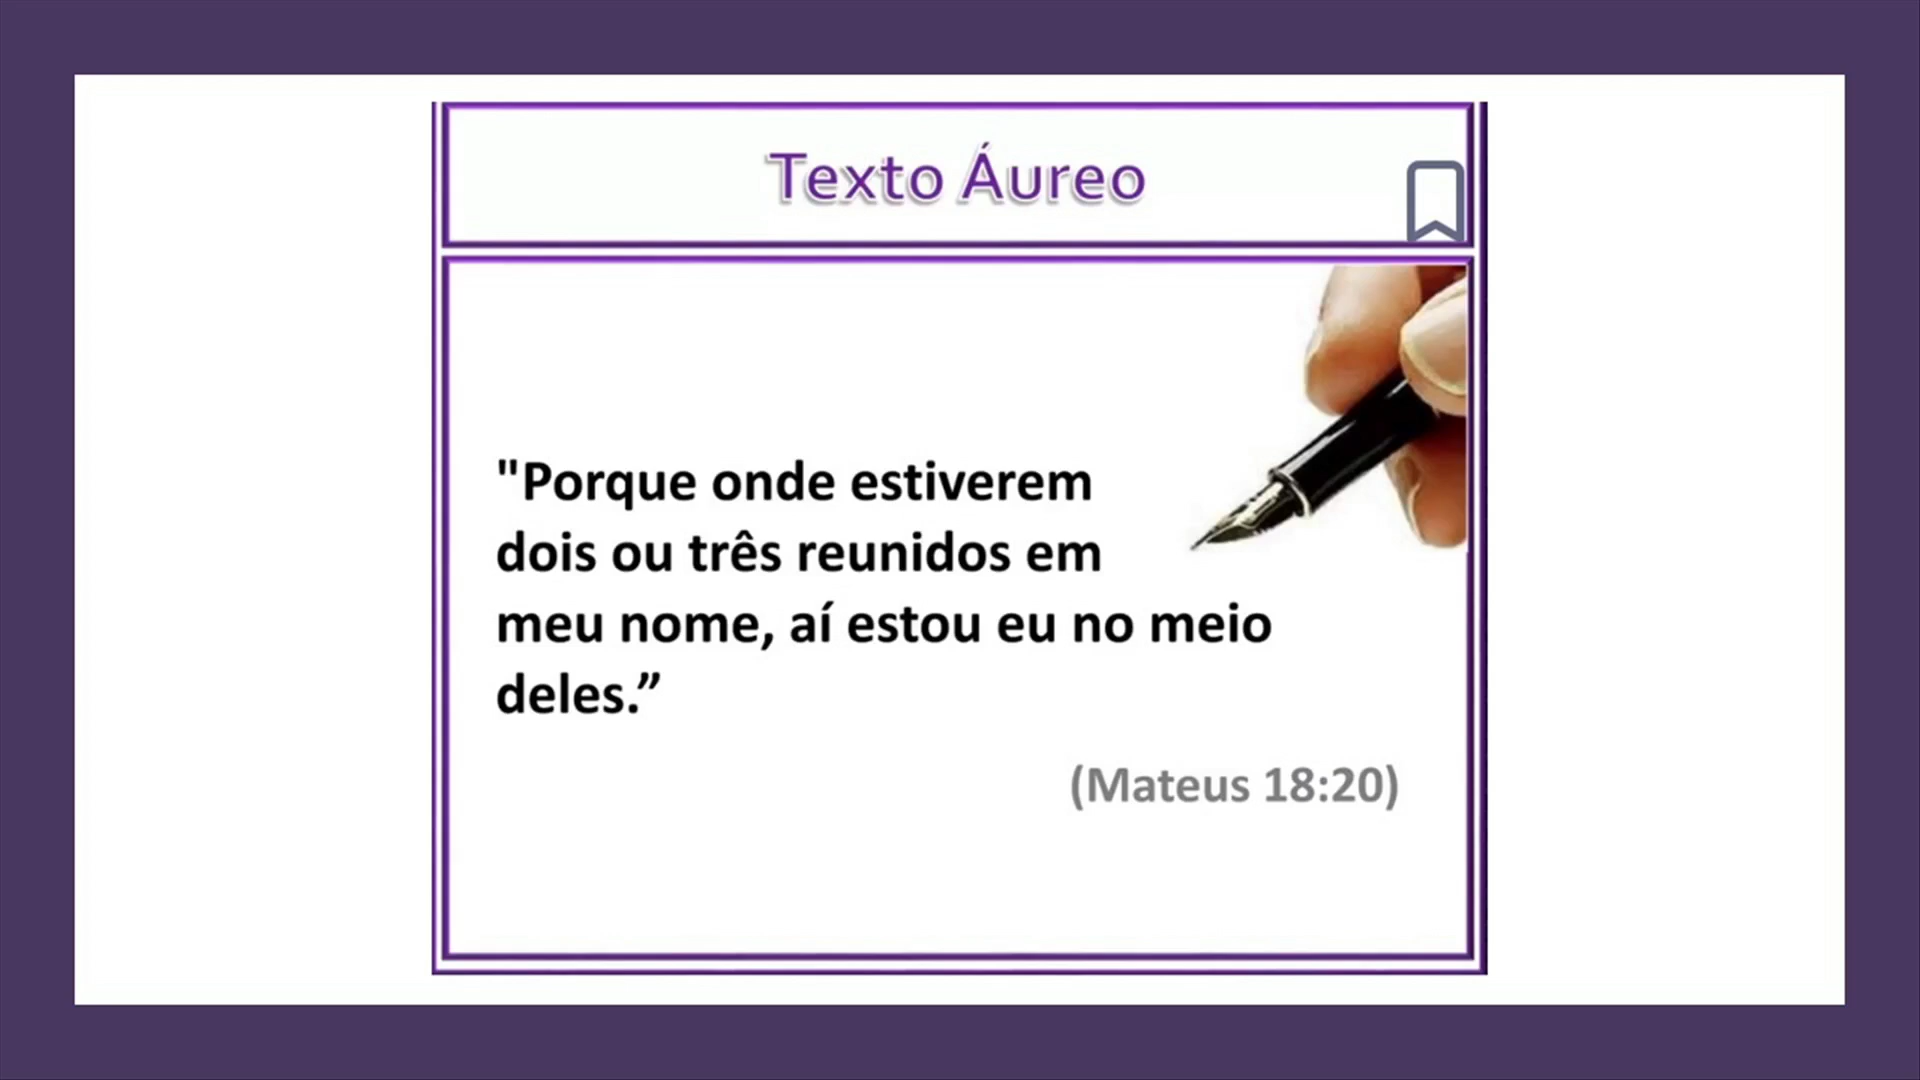 Texto Áureo
"Porque onde estiverem
dois ou três reunidos em
meu nome, aí estou eu no meio
deles.”
(Mateus 18:20)